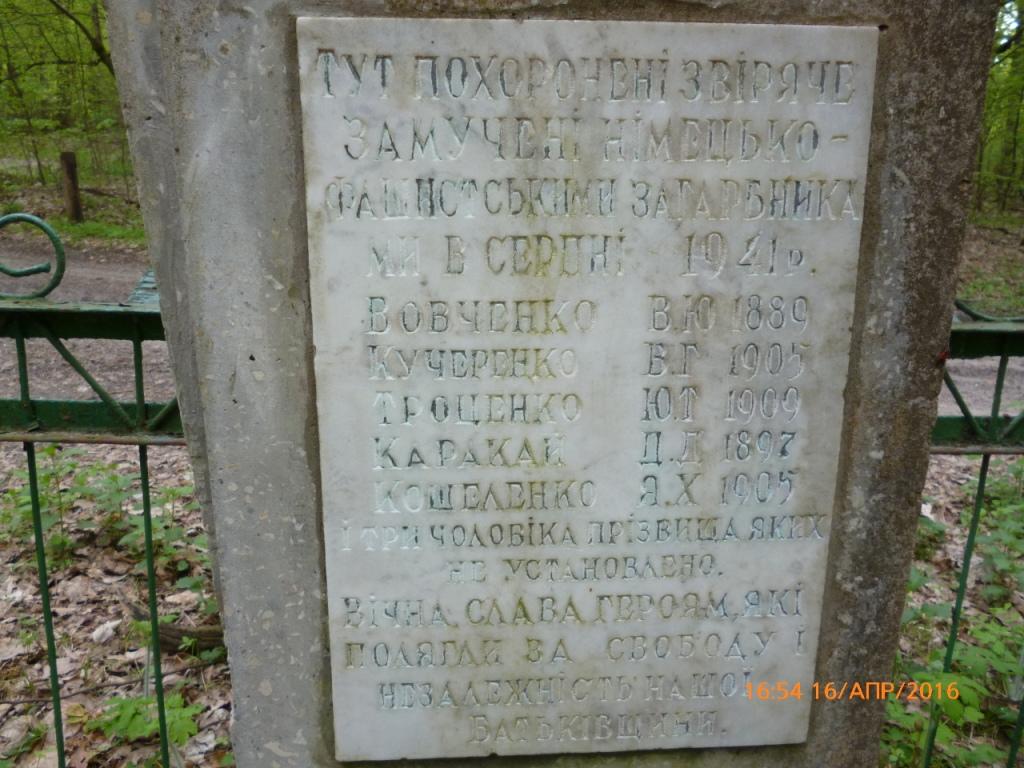 ТУТ ПОХОРОНЕНІ ЗВІРЯЧЕ
ЗАМУЧЕНІ НІМЕЦЬКО-
ФАШИСТСЬКИМИ ЗАГАРБНИКА
МИ В СЕРПНІ 1941 р.
ВОВЧЕНКО В.Ю 1889
КУЧЕРЕНКО В.Г 1905
ТРОЦЕНКО Ю.Т 1909
КАРАКАЙ Д.Д 1897
КОШЕЛЕНКО Я.Х 1905
І ТРИ ЧОЛОВІКА ПРІЗВИЩА ЯКИХ
НЕ УСТАНОВЛЕНО.
ВІЧНА СЛАВА ГЕРОЯМ, ЯКІ
ПОЛЯГЛИ ЗА СВОБОДУ І
НЕЗАЛЕЖНІСТЬ НАШОЇ
БАТЬКІВЩИНИ.
16:54 16/АПР/2016